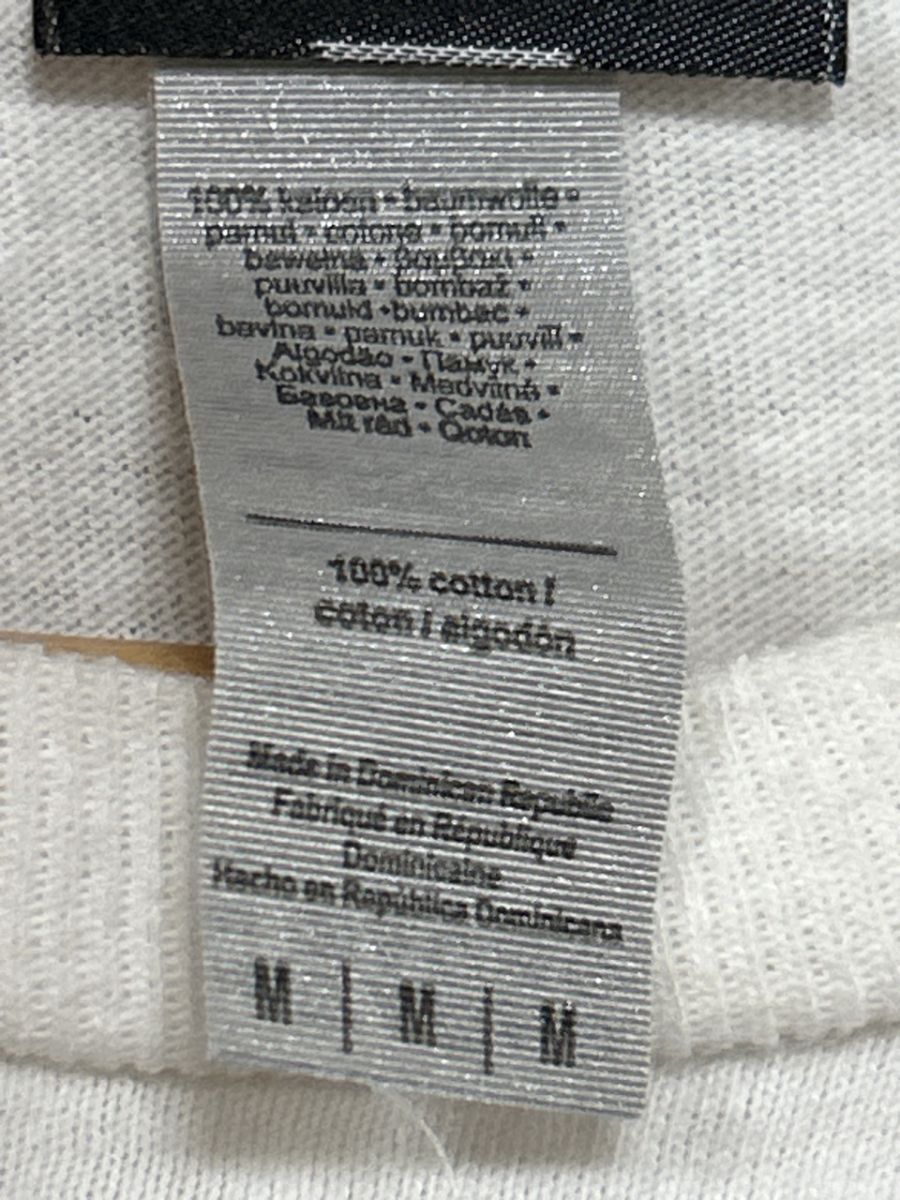 100% katoen • baumwolle •
pamut • cotone • bomull •
bawełna • βαμβάκι •
puuvilla • bombaž •
bomuld • bumbac •
bavlna • pamuk • puuvill •
Algodão • Памук •
Kokvilna • Medvilnė •
Бавовна • Cadás •
Mit rad • Qoton
100% cotton /
coton / algodón
Made in Dominican Republic
Fabriqué en République
Dominicaine
Hecho en República Dominicana
M | M | M